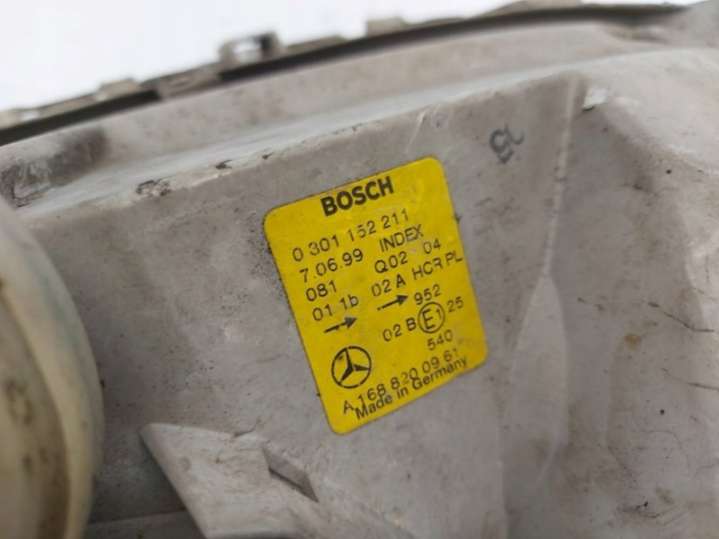 BOSCH
0 301 152 211
7.06.99 INDEX
081 Q02-04
01 1b 02 A HCR PL
952
02 B E1 25
540
A 168 820 09 61
Made in Germany
15